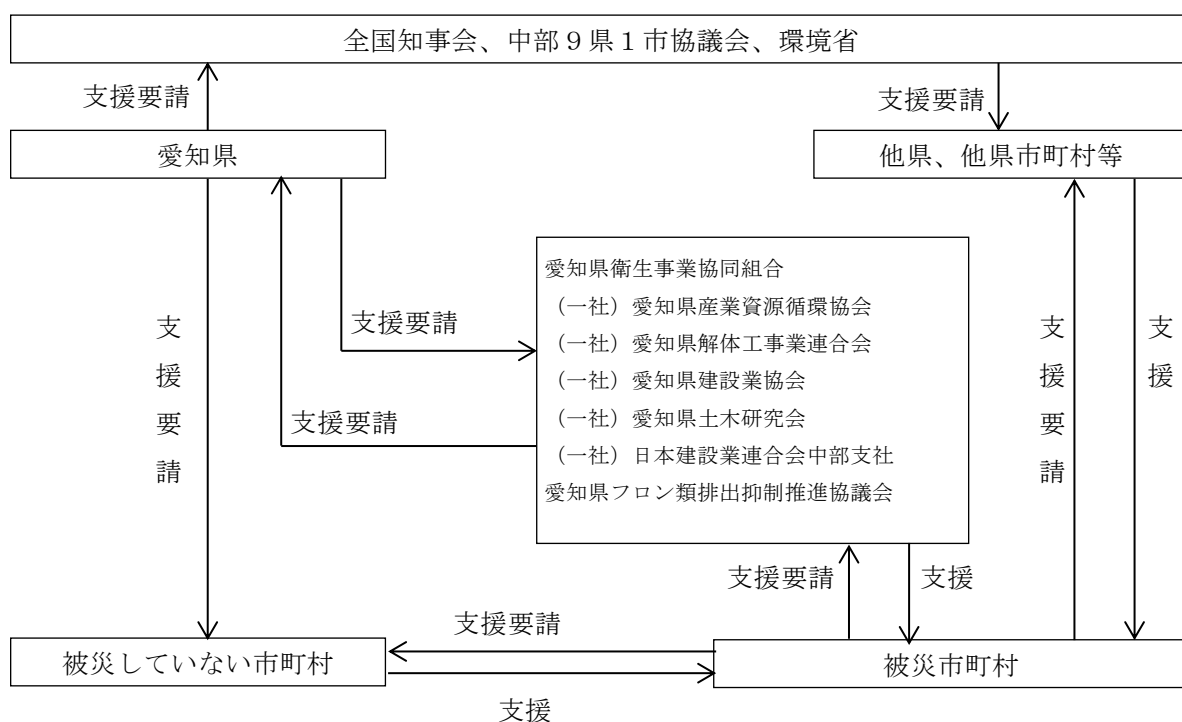 全国知事会、中部９県１市協議会、環境省
支援要請
支援要請
愛知県
他県、他県市町村等
愛知県衛生事業協同組合
（一社）愛知県産業資源循環協会
（一社）愛知県解体工事業連合会
（一社）愛知県建設業協会
（一社）愛知県土木研究会
（一社）日本建設業連合会中部支社
愛知県フロン類排出抑制推進協議会
支援要請
支援要請
支援要請
支援要請
支援
支援要請
支援
支援要請
被災していない市町村
被災市町村
支援